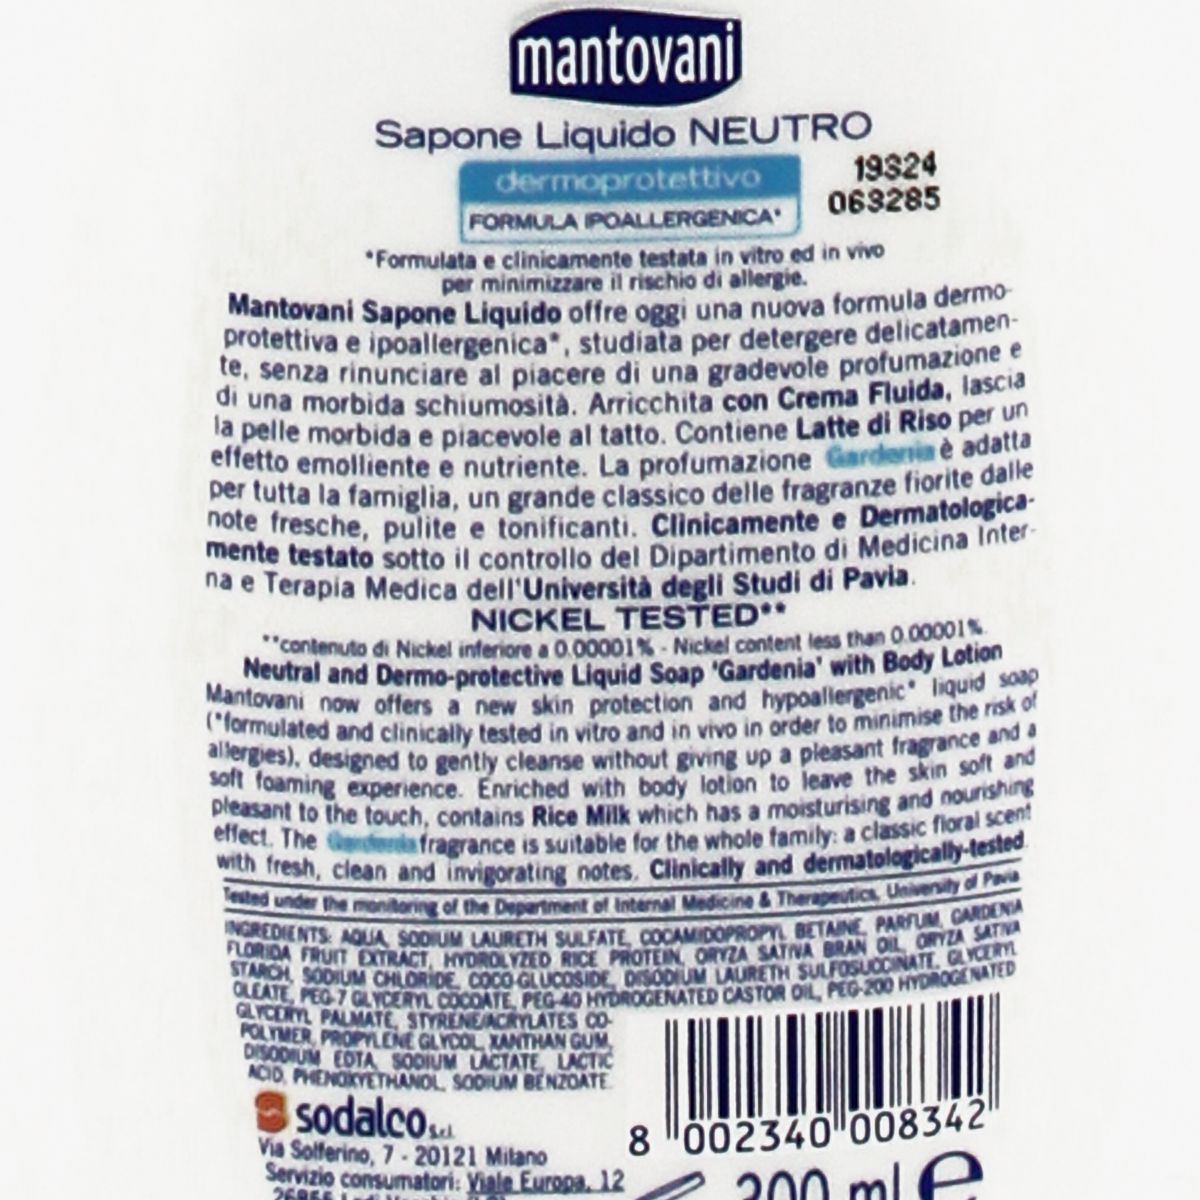 mantovani
Sapone Liquido NEUTRO
dermoprotettivo
FORMULA IPOALLERGENICA*
19324
063285
*Formulata e clinicamente testata in vitro ed in vivo
per minimizzare il rischio di allergie.
Mantovani Sapone Liquido offre oggi una nuova formula dermo-
protettiva e ipoallergenica*, studiata per detergere delicatamen-
te, senza rinunciare al piacere di una gradevole profumazione e
di una morbida schiumosità. Arricchita con Crema Fluida, lascia
la pelle morbida e piacevole al tatto. Contiene Latte di Riso per un
effetto emolliente e nutriente. La profumazione Gardenia è adatta
per tutta la famiglia, un grande classico delle fragranze fiorite dalle
note fresche, pulite e tonificanti. Clinicamente e Dermatologica-
mente testato sotto il controllo del Dipartimento di Medicina Inter-
na e Terapia Medica dell'Università degli Studi di Pavia.
NICKEL TESTED**
**contenuto di Nickel inferiore a 0.00001% - Nickel content less than 0.00001%.
Neutral and Dermo-protective Liquid Soap 'Gardenia' with Body Lotion
Mantovani now offers a new skin protection and hypoallergenic* liquid soap
(*formulated and clinically tested in vitro and in vivo in order to minimise the risk of
allergies), designed to gently cleanse without giving up a pleasant fragrance and a
soft foaming experience. Enriched with body lotion to leave the skin soft and
pleasant to the touch, contains Rice Milk which has a moisturising and nourishing
effect. The Gardenia fragrance is suitable for the whole family: a classic floral scent
with fresh, clean and invigorating notes. Clinically and dermatologically-tested.
Tested under the monitoring of the Department of Internal Medicine & Therapeutics, University of Pavia
INGREDIENTS: AQUA, SODIUM LAURETH SULFATE, COCAMIDOPROPYL BETAINE, PARFUM, GARDENIA
FLORIDA FRUIT EXTRACT, HYDROLYZED RICE PROTEIN, ORYZA SATIVA BRAN OIL, ORYZA SATIVA
STARCH, SODIUM CHLORIDE, COCO-GLUCOSIDE, DISODIUM LAURETH SULFOSUCCINATE, GLYCERYL
OLEATE, PEG-7 GLYCERYL COCOATE, PEG-40 HYDROGENATED CASTOR OIL, PEG-200 HYDROGENATED
GLYCERYL PALMATE, STYRENE/ACRYLATES CO-
POLYMER, PROPYLENE GLYCOL, XANTHAN GUM,
DISODIUM EDTA, SODIUM LACTATE, LACTIC
ACID, PHENOXYETHANOL, SODIUM BENZOATE.
sodalco s.r.l.
Via Solferino, 7 - 20121 Milano
Servizio consumatori: Viale Europa, 12
8 002340 008342
300 ml e